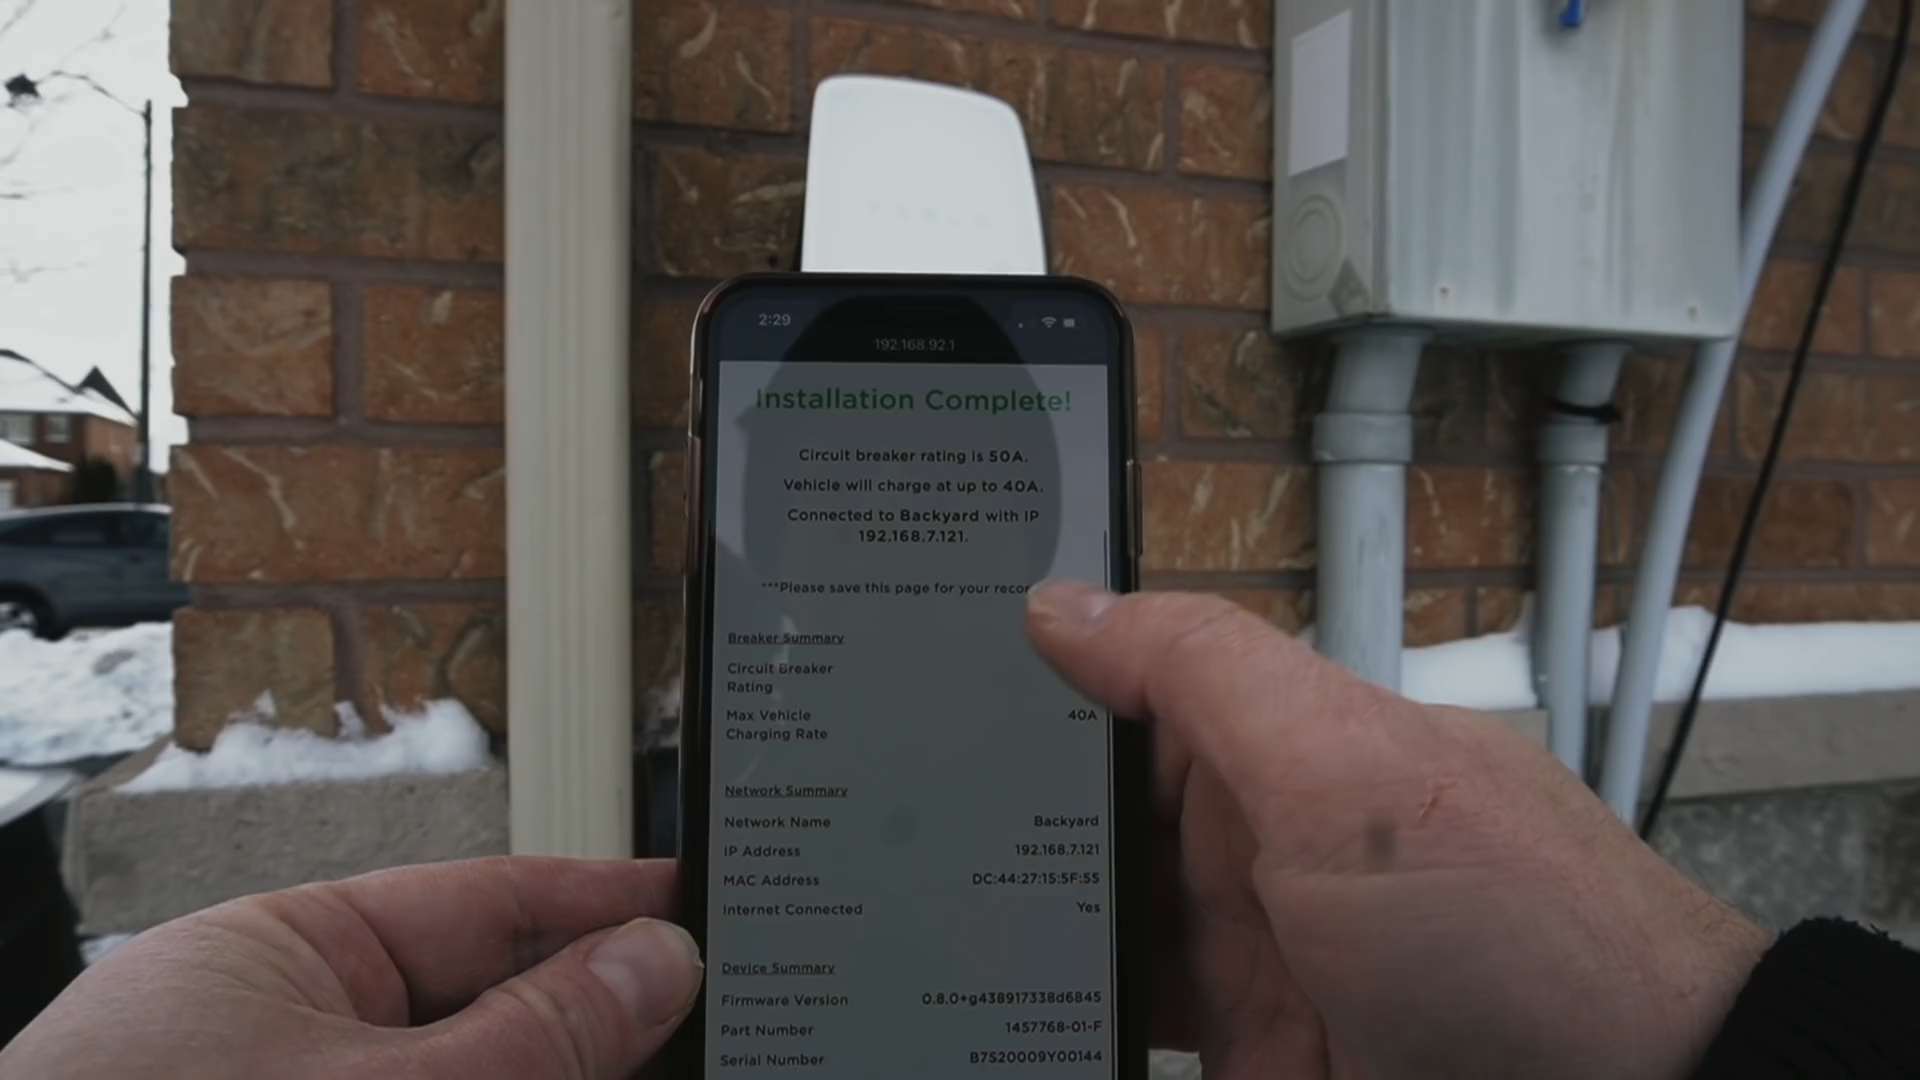 2:29
192.168.92.1
Installation Complete!
Circuit breaker rating is 50A.
Vehicle will charge at up to 40A.
Connected to Backyard with IP
192.168.7.121.
***Please save this page for your recor
Breaker Summary
Circuit Breaker
Rating
Max Vehicle 40A
Charging Rate
Network Summary
Network Name Backyard
IP Address 192.168.7.121
MAC Address DC:44:27:15:5F:55
Internet Connected Yes
Device Summary
Firmware Version 0.8.0+g438917338d6845
Part Number 1457768-01-F
Serial Number B7S20009Y00144